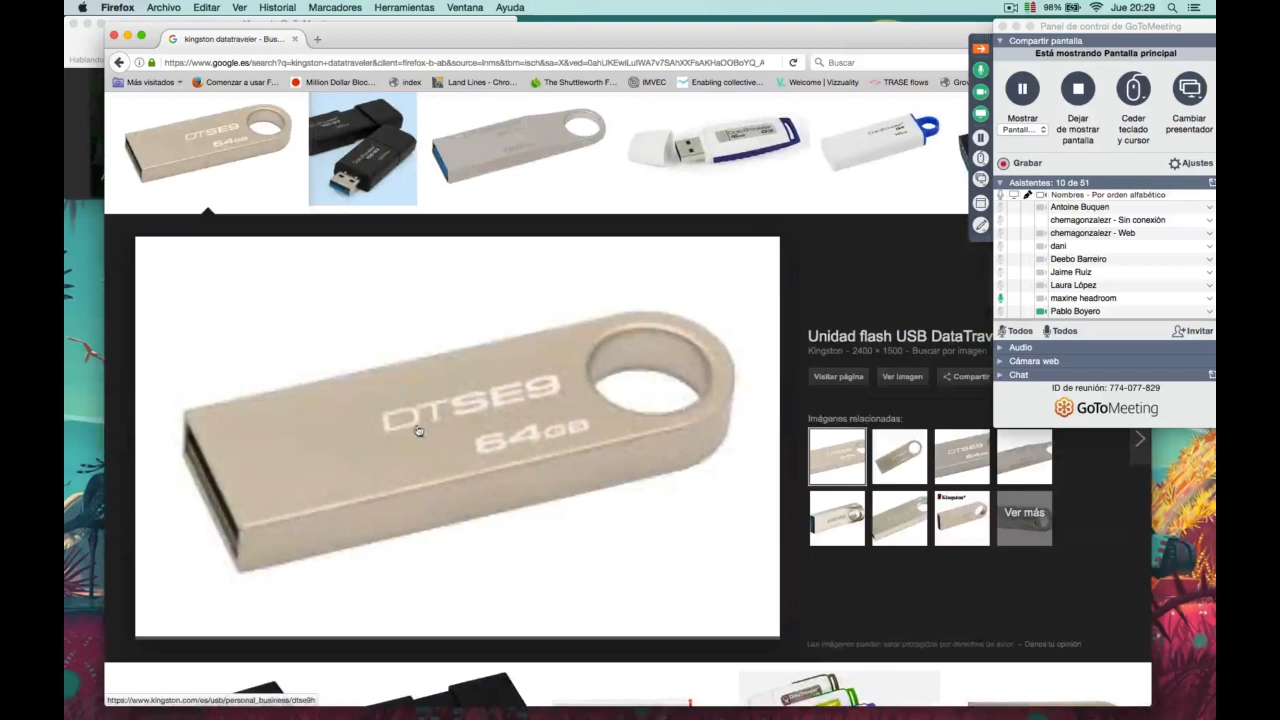 Firefox Archivo Editar Ver Historial Marcadores Herramientas Ventana Ayuda
98% Jue 20:29
kingston datatraveler - Bus...
Hablando
https://www.google.es/search?q=kingston+datatraveler&client=firefox-b-ab&source=lnms&tbm=isch&sa=X&ved=
Buscar
Más visitados Comenzar a usar F... Million Dollar Bloc... index Land Lines - Chro... The Shuttleworth F... IMVEC Enabling collective... Welcome | Vizzuality TRASE flows Gro
DTSE9
64GB
DTSE9
64GB
Unidad flash USB DataTrav
Kingston - 2400 × 1500 - Buscar por imagen
Visitar página Ver imagen Compartir
Imágenes relacionadas:
Kingston
Ver más
Las imágenes pueden estar protegidas por derechos de autor. - Danos tu opinión
https://www.kingston.com/es/usb/personal_business/dtse9h
Panel de control de GoToMeeting
Compartir pantalla
Está mostrando Pantalla principal
Mostrar
Pantall...
Dejar
de mostrar
pantalla
Ceder
teclado
y cursor
Cambiar
presentador
Grabar Ajustes
Asistentes: 10 de 51
Nombres - Por orden alfabético
Antoine Buquen
chemagonzalezr - Sin conexión
chemagonzalezr - Web
dani
Deebo Barreiro
Jaime Ruiz
Laura López
maxine headroom
Pablo Boyero
Todos Todos Invitar
Audio
Cámara web
Chat
ID de reunión: 774-077-829
GoToMeeting